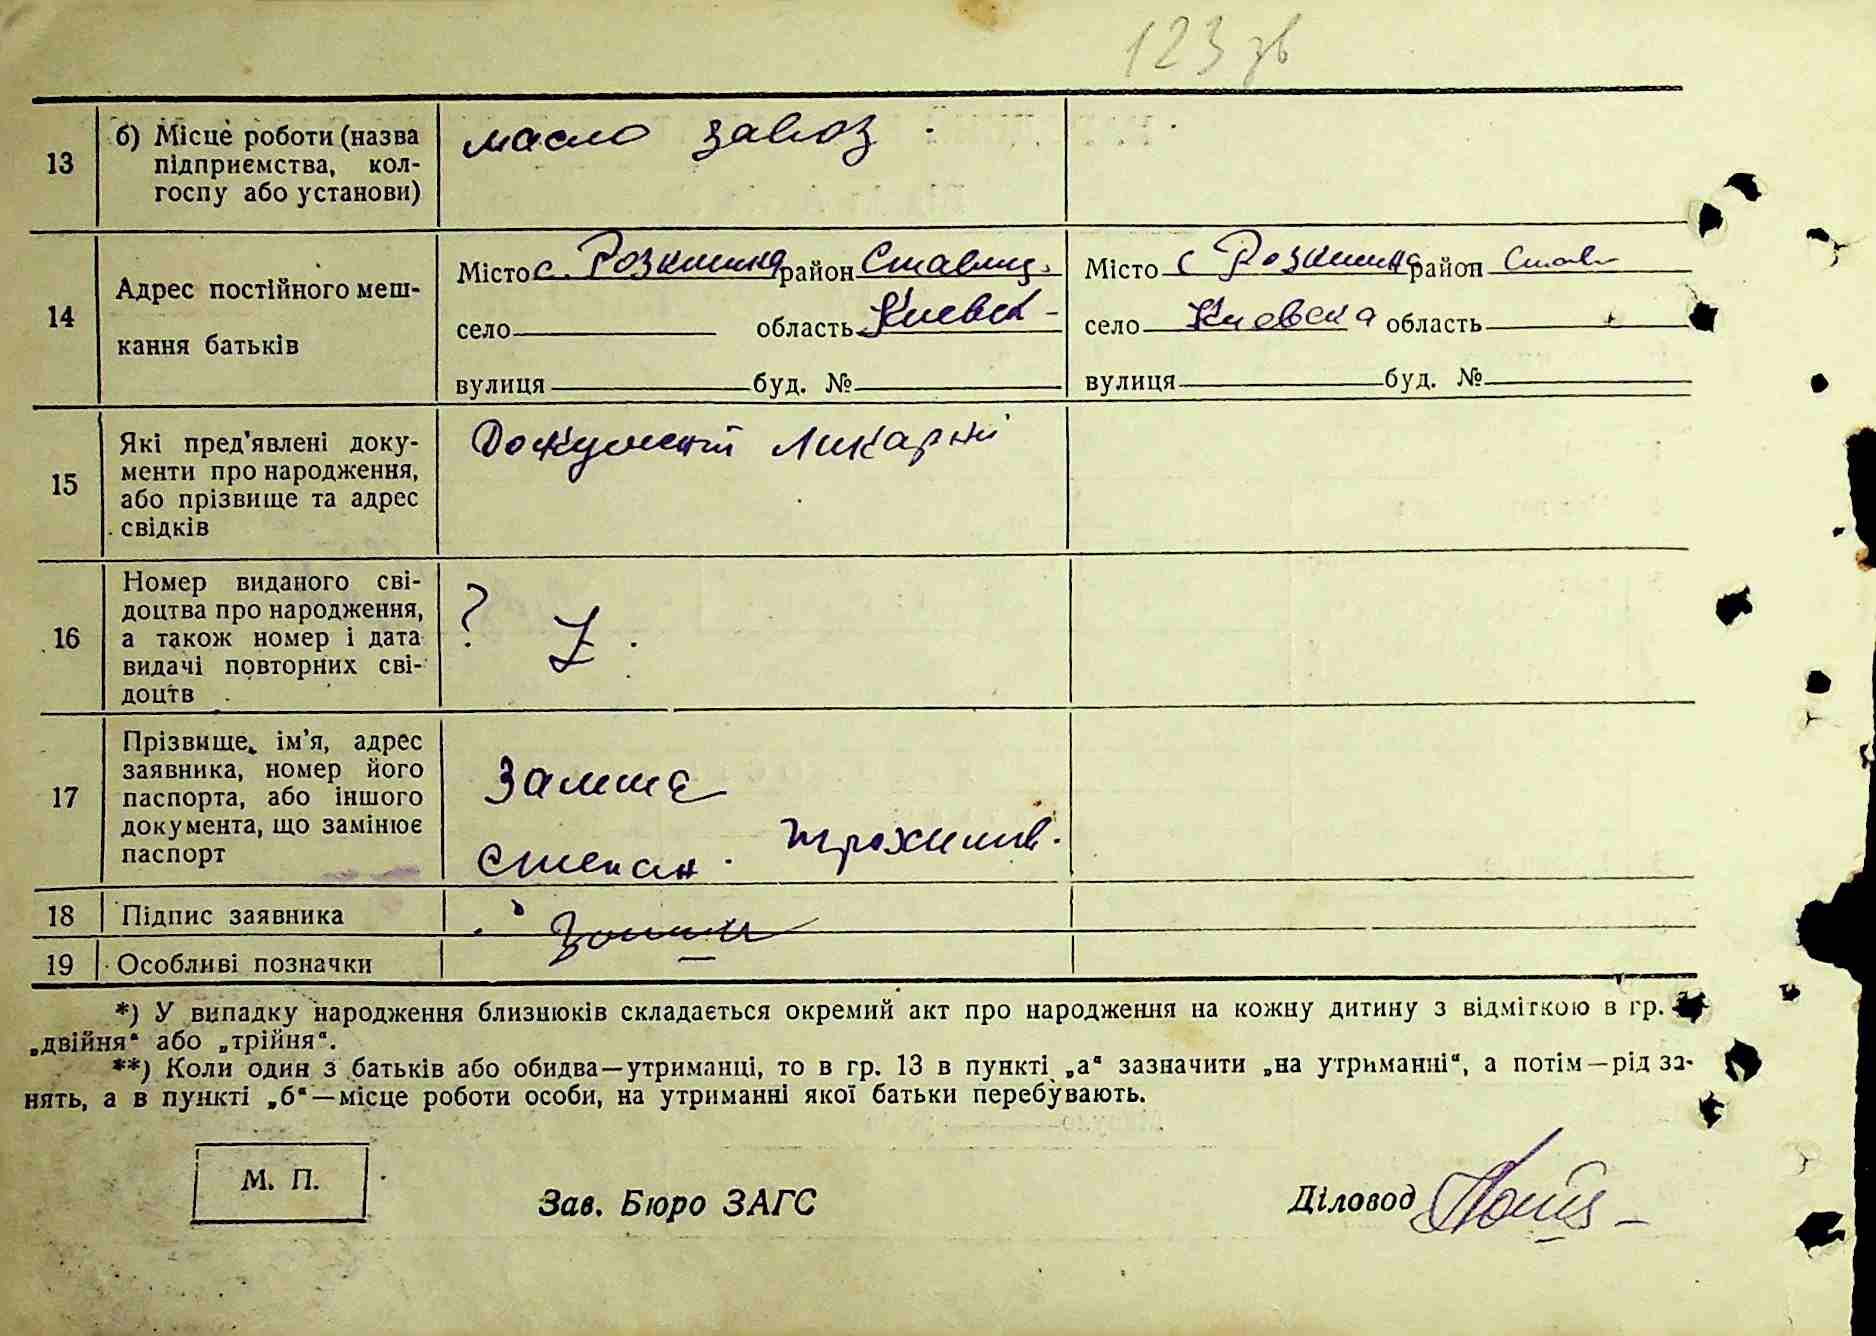 123 зв
13
б) Місце роботи (назва
підприємства, кол-
госпу або установи)
масло завод
14
Адрес постійного меш-
кання батьків
Місто с. Розкишна район Ставищ.
село область Киевск -
вулиця буд. №
Місто с Розкишна район Стави
село Киевска область
вулиця буд. №
15
Які пред'явлені доку-
менти про народження,
або прізвище та адрес
свідків
Документ ликарні
16
Номер виданого сві-
доцтва про народження,
а також номер і дата
видачі повторних сві-
доцтв
?
17
Прізвище, ім'я, адрес
заявника, номер його
паспорта, або іншого
документа, що замінює
паспорт
Степан. Трохимов.
18
Підпис заявника
19
Особливі позначки
*) У випадку народження близнюків складається окремий акт про народження на кожну дитину з відміткою в гр.
„двійня“ або „трійня“.
**) Коли один з батьків або обидва—утриманці, то в гр. 13 в пункті „а“ зазначити „на утриманні“, а потім—рід за-
нять, а в пункті „б“—місце роботи особи, на утриманні якої батьки перебувають.
М. П.
Зав. Бюро ЗАГС
Діловод